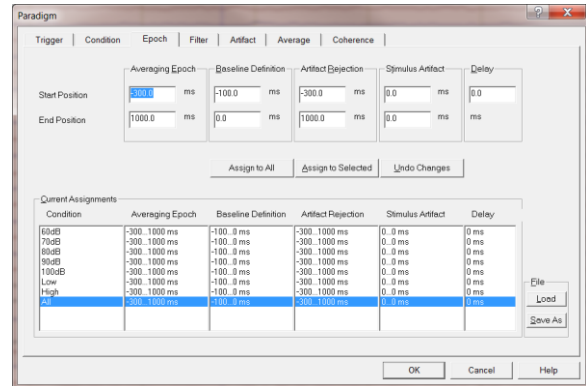 Paradigm
Trigger Condition Epoch Filter Artifact Average Coherence
Averaging Epoch Baseline Definition Artifact Rejection Stimulus Artifact Delay
Start Position -300.0 ms -100.0 ms -300.0 ms 0.0 ms 0.0
End Position 1000.0 ms 0.0 ms 1000.0 ms 0.0 ms ms
Assign to All Assign to Selected Undo Changes
Current Assignments
Condition Averaging Epoch Baseline Definition Artifact Rejection Stimulus Artifact Delay
60dB -300...1000 ms -100...0 ms -300...1000 ms 0...0 ms 0 ms
70dB -300...1000 ms -100...0 ms -300...1000 ms 0...0 ms 0 ms
80dB -300...1000 ms -100...0 ms -300...1000 ms 0...0 ms 0 ms
90dB -300...1000 ms -100...0 ms -300...1000 ms 0...0 ms 0 ms
100dB -300...1000 ms -100...0 ms -300...1000 ms 0...0 ms 0 ms
Low -300...1000 ms -100...0 ms -300...1000 ms 0...0 ms 0 ms
High -300...1000 ms -100...0 ms -300...1000 ms 0...0 ms 0 ms
All -300...1000 ms -100...0 ms -300...1000 ms 0...0 ms 0 ms
File
Load
Save As
OK Cancel Help